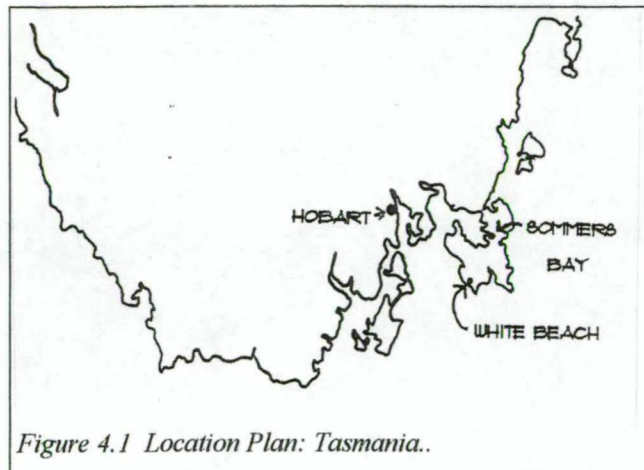 HOBART
SOMMERS
BAY
WHITE BEACH
Figure 4.1 Location Plan: Tasmania..